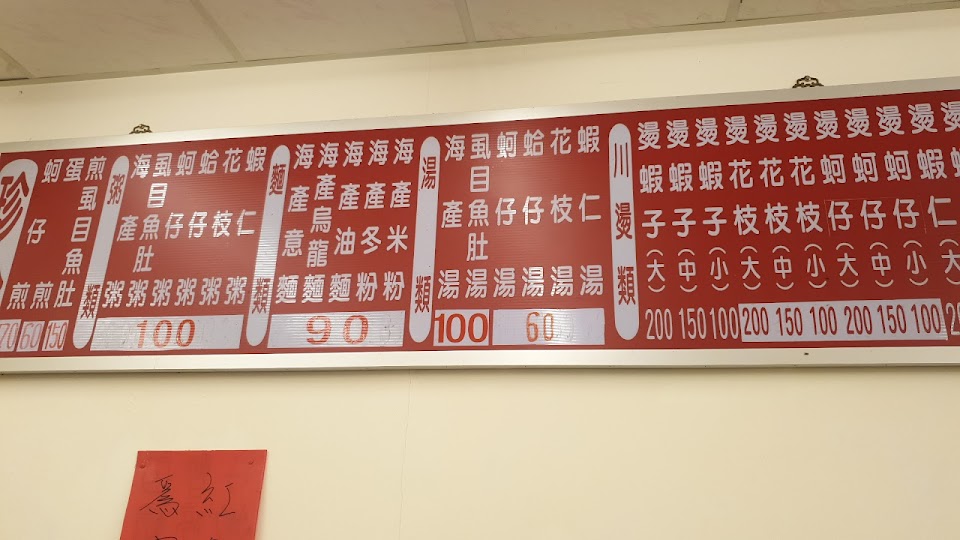 珍
蚵仔煎
70
蛋煎
60
煎虱目魚肚
150
粥類
海產粥
虱目魚肚粥
蚵仔粥
蛤仔粥
花枝粥
蝦仁粥
100
麵類
海產意麵
海產烏龍麵
海產油麵
海產冬粉
海產米粉
90
湯類
海產湯
虱目魚肚湯
100
蚵仔湯
蛤仔湯
花枝湯
蝦仁湯
60
川燙類
燙蝦子(大)
200
燙蝦子(中)
150
燙蝦子(小)
100
燙花枝(大)
200
燙花枝(中)
150
燙花枝(小)
100
燙蚵仔(大)
200
燙蚵仔(中)
150
燙蚵仔(小)
100
燙蝦仁(大)
紅
為